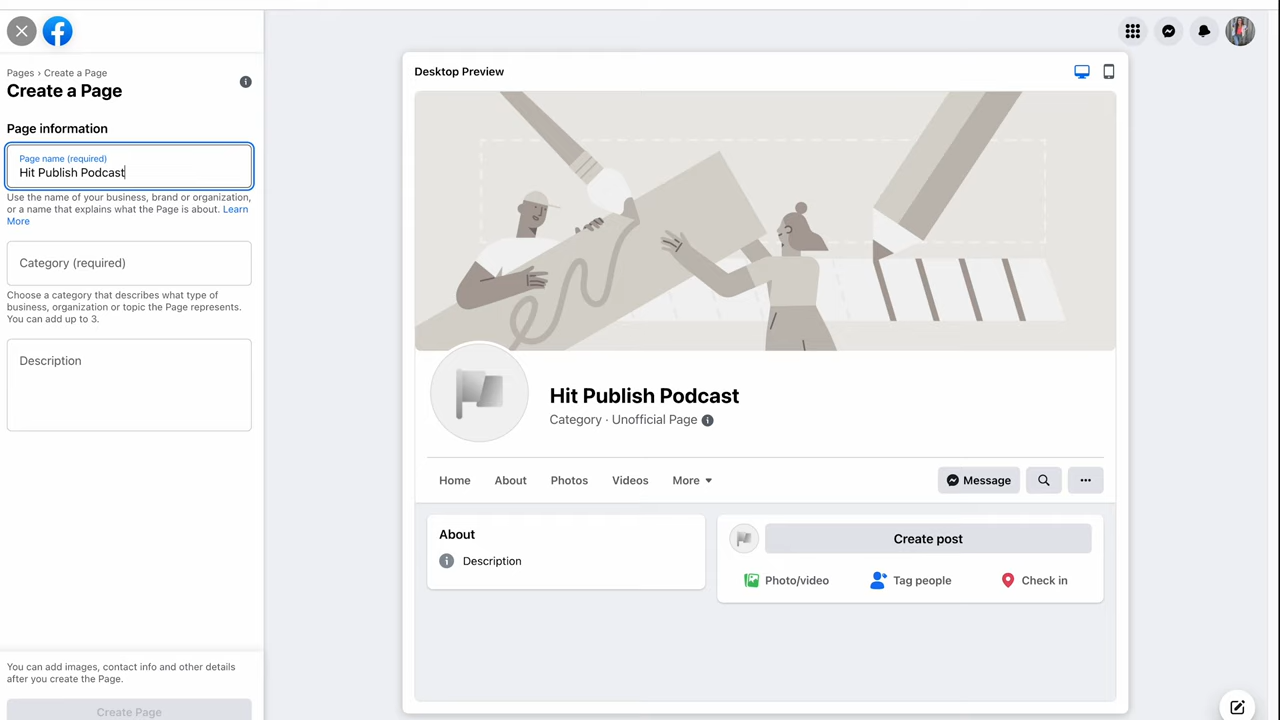 Pages › Create a Page
Create a Page
Page information
Page name (required)
Hit Publish Podcast
Use the name of your business, brand or organization,
or a name that explains what the Page is about. Learn
More
Category (required)
Choose a category that describes what type of
business, organization or topic the Page represents.
You can add up to 3.
Description
You can add images, contact info and other details
after you create the Page.
Create Page
Desktop Preview
Hit Publish Podcast
Category · Unofficial Page
Home About Photos Videos More
Message
About
Description
Create post
Photo/video Tag people Check in